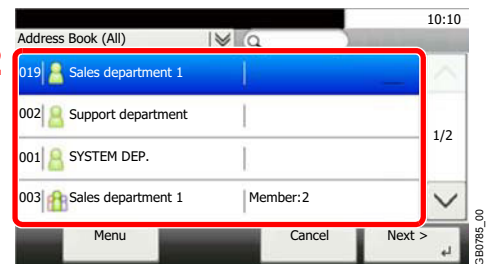 10:10
Address Book (All)
019 Sales department 1
002 Support department
1/2
001 SYSTEM DEP.
003 Sales department 1 Member:2
Menu Cancel Next >
GB0785_00